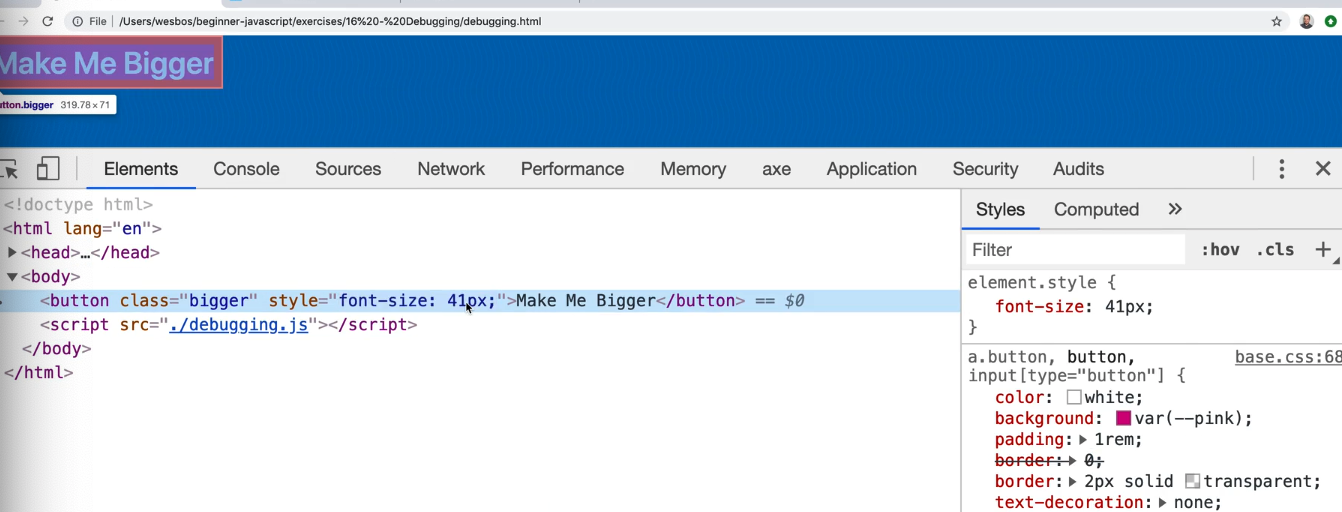 File | /Users/wesbos/beginner-javascript/exercises/16%20-%20Debugging/debugging.html
Make Me Bigger
utton.bigger 319.78×71
Elements Console Sources Network Performance Memory axe Application Security Audits
<!doctype html>
<html lang="en">
<head>…</head>
<body>
<button class="bigger" style="font-size: 41px;">Make Me Bigger</button> == $0
<script src="./debugging.js"></script>
</body>
</html>
Styles Computed »
Filter :hov .cls +
element.style {
font-size: 41px;
}
a.button, button, base.css:68
input[type="button"] {
color: white;
background: var(--pink);
padding: 1rem;
border: 0;
border: 2px solid transparent;
text-decoration: none;